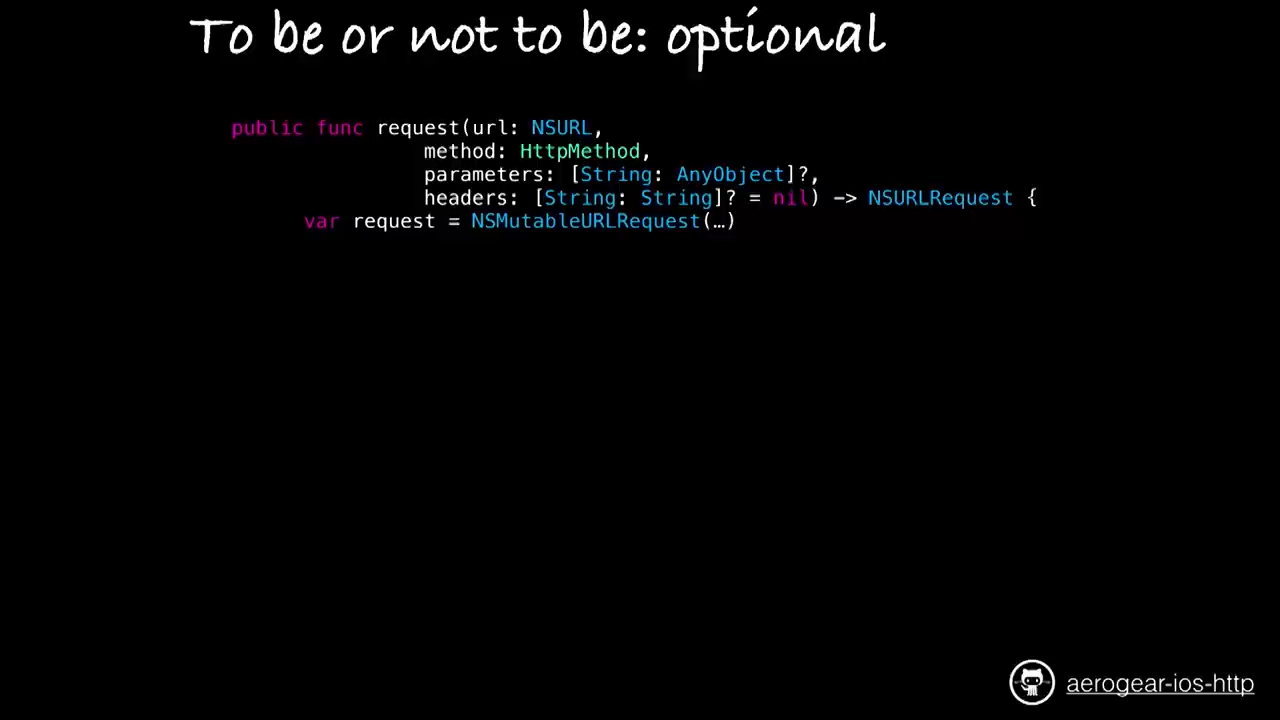 To be or not to be: optional
public func request(url: NSURL,
method: HttpMethod,
parameters: [String: AnyObject]?,
headers: [String: String]? = nil) -> NSURLRequest {
var request = NSMutableURLRequest(…)
aerogear-ios-http